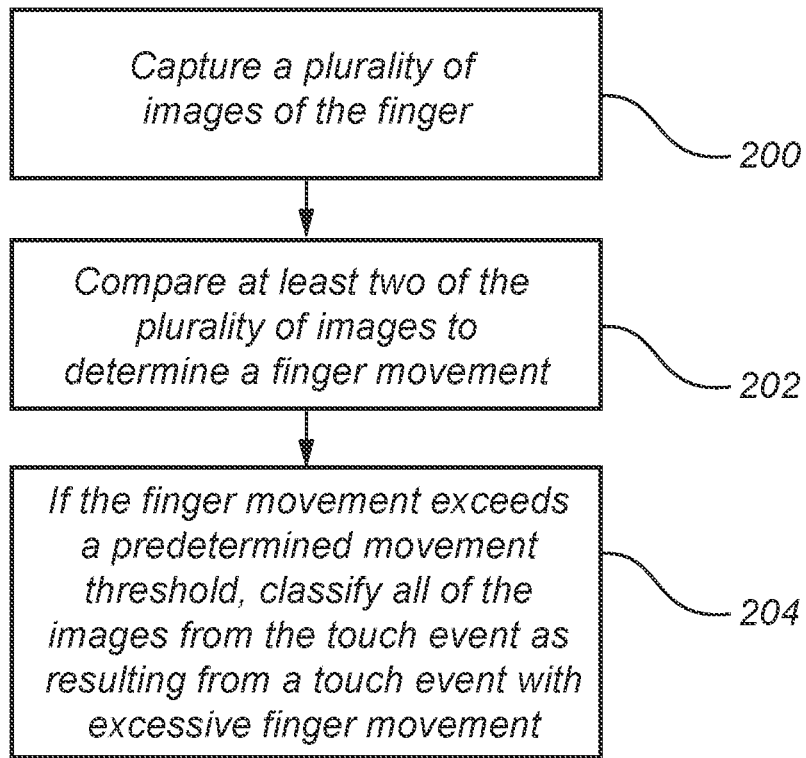 Capture a plurality of
images of the finger
200
Compare at least two of the
plurality of images to
determine a finger movement
202
If the finger movement exceeds
a predetermined movement
threshold, classify all of the
images from the touch event as
resulting from a touch event with
excessive finger movement
204